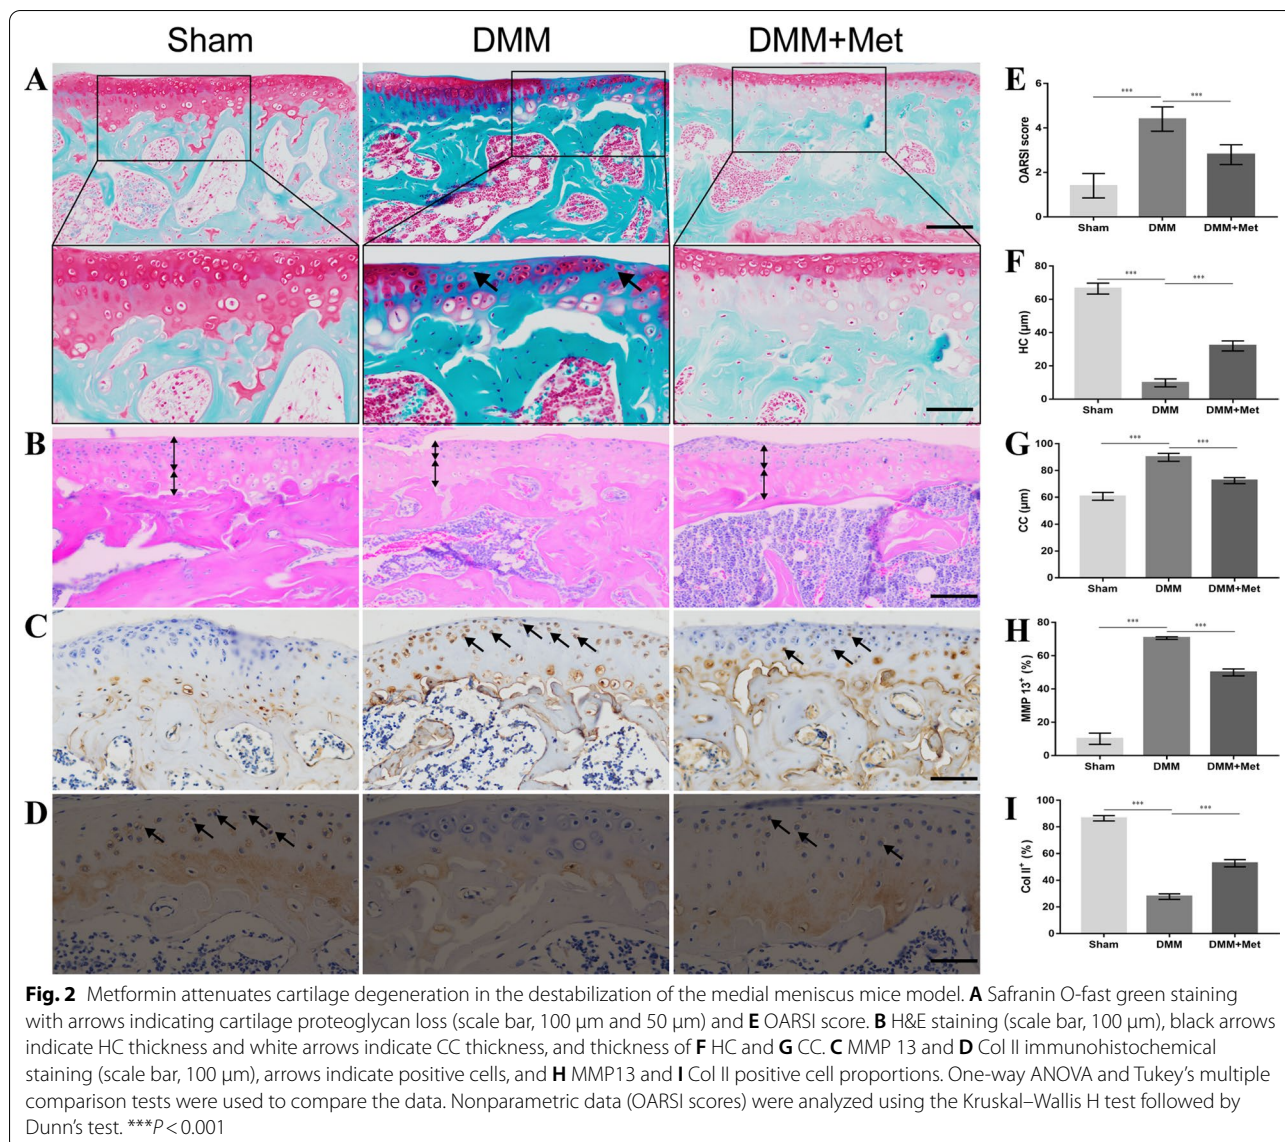 Sham DMM DMM+Met
A
B
C
D
E
OARSI score
6
4
2
0
***
***
Sham DMM DMM+Met
F
HC (μm)
80
60
40
20
0
***
***
Sham DMM DMM+Met
G
CC (μm)
100
80
60
40
20
0
***
***
Sham DMM DMM+Met
H
MMP 13⁺ (%)
80
60
40
20
0
***
***
Sham DMM DMM+Met
I
Col II⁺ (%)
100
80
60
40
20
0
***
***
Sham DMM DMM+Met
Fig. 2 Metformin attenuates cartilage degeneration in the destabilization of the medial meniscus mice model. A Safranin O-fast green staining
with arrows indicating cartilage proteoglycan loss (scale bar, 100 μm and 50 μm) and E OARSI score. B H&E staining (scale bar, 100 μm), black arrows
indicate HC thickness and white arrows indicate CC thickness, and thickness of F HC and G CC. C MMP 13 and D Col II immunohistochemical
staining (scale bar, 100 μm), arrows indicate positive cells, and H MMP13 and I Col II positive cell proportions. One-way ANOVA and Tukey's multiple
comparison tests were used to compare the data. Nonparametric data (OARSI scores) were analyzed using the Kruskal–Wallis H test followed by
Dunn's test. ***P < 0.001